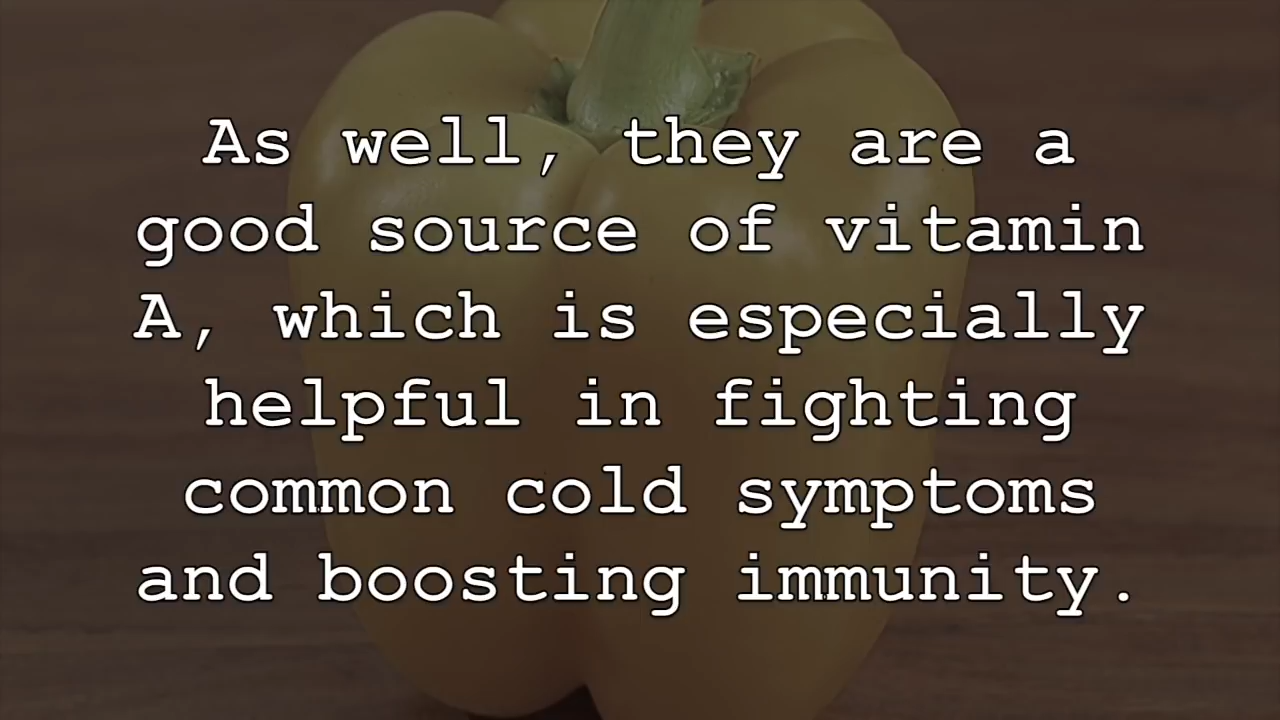 As well, they are a
good source of vitamin
A, which is especially
helpful in fighting
common cold symptoms
and boosting immunity.